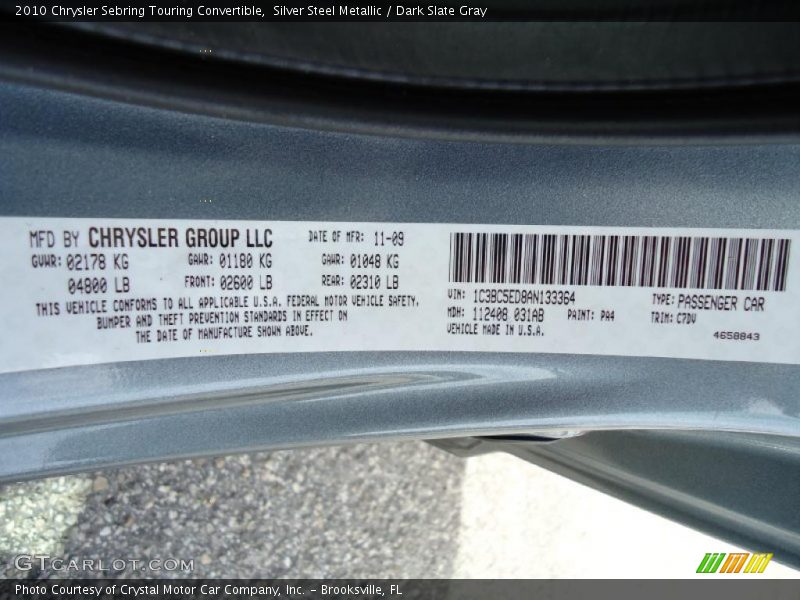 2010 Chrysler Sebring Touring Convertible,  Silver Steel Metallic / Dark Slate Gray
MFD BY CHRYSLER GROUP LLC
DATE OF MFR: 11-09
GVWR: 02178 KG
GAWR: 01180 KG
GAWR: 01048 KG
04800 LB
FRONT: 02600 LB
REAR: 02310 LB
THIS VEHICLE CONFORMS TO ALL APPLICABLE U.S.A. FEDERAL MOTOR VEHICLE SAFETY,
BUMPER AND THEFT PREVENTION STANDARDS IN EFFECT ON
THE DATE OF MANUFACTURE SHOWN ABOVE.
VIN: 1C3BC5ED8AN133364
TYPE: PASSENGER CAR
MDH: 112408 031AB
PAINT: PA4
TRIM: C7DV
VEHICLE MADE IN U.S.A.
4658843
GTCarLot.com
Photo Courtesy of Crystal Motor Car Company, Inc. - Brooksville, FL